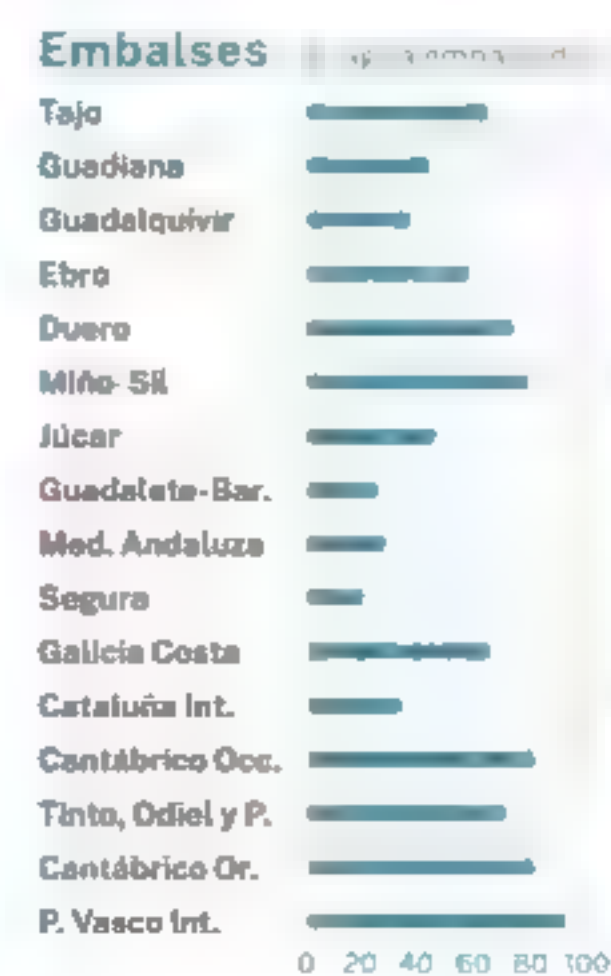 Embalses
Tajo
Guadiana
Guadalquivir
Ebro
Duero
Miño-Sil
Júcar
Guadalete-Bar.
Med. Andaluza
Segura
Galicia Costa
Cataluña Int.
Cantábrico Occ.
Tinto, Odiel y P.
Cantábrico Or.
P. Vasco Int.
0 20 40 60 80 100